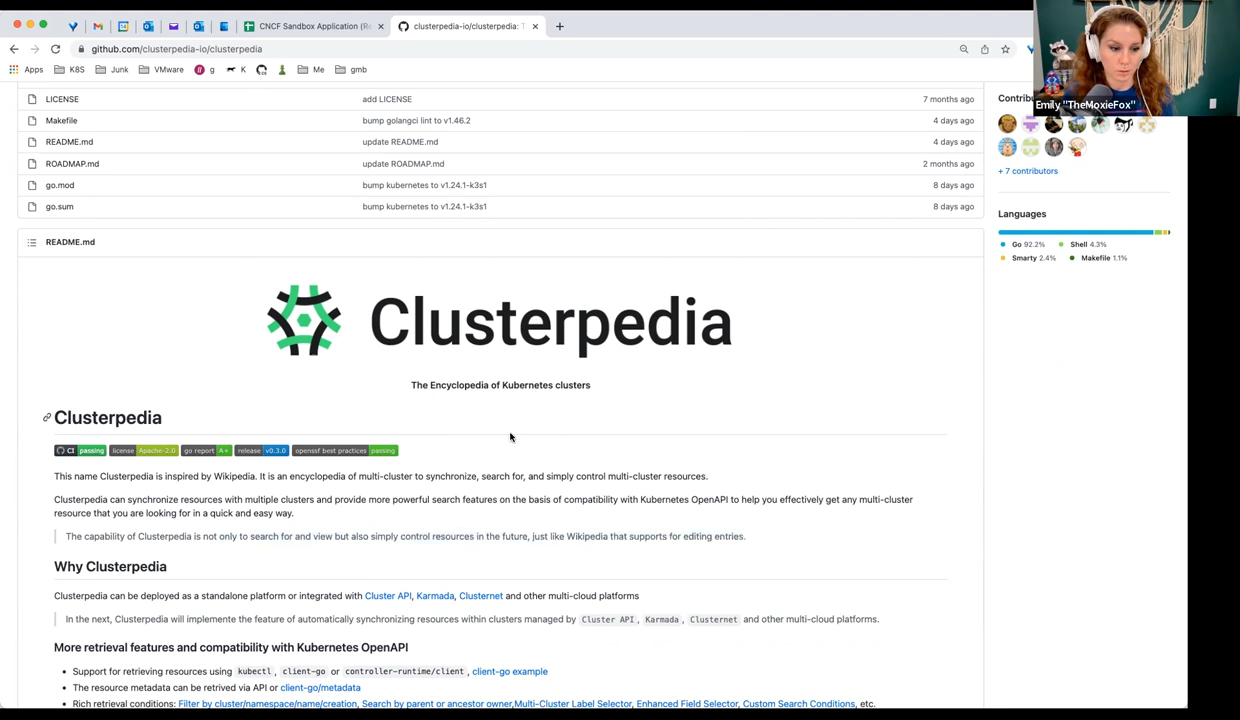 CNCF Sandbox Application (Re
clusterpedia-io/clusterpedia: T
github.com/clusterpedia-io/clusterpedia
Apps K8S Junk VMware g K Me gmb
Emily "TheMoxieFox"
LICENSE add LICENSE 7 months ago
Makefile bump golangci lint to v1.46.2 4 days ago
README.md update README.md 4 days ago
ROADMAP.md update ROADMAP.md 2 months ago
go.mod bump kubernetes to v1.24.1-k3s1 8 days ago
go.sum bump kubernetes to v1.24.1-k3s1 8 days ago
Contribu
+ 7 contributors
Languages
Go 92.2% Shell 4.3%
Smarty 2.4% Makefile 1.1%
README.md
Clusterpedia
The Encyclopedia of Kubernetes clusters
Clusterpedia
CI passing license Apache-2.0 go report A+ release v0.3.0 openssf best practices passing
This name Clusterpedia is inspired by Wikipedia. It is an encyclopedia of multi-cluster to synchronize, search for, and simply control multi-cluster resources.
Clusterpedia can synchronize resources with multiple clusters and provide more powerful search features on the basis of compatibility with Kubernetes OpenAPI to help you effectively get any multi-cluster
resource that you are looking for in a quick and easy way.
The capability of Clusterpedia is not only to search for and view but also simply control resources in the future, just like Wikipedia that supports for editing entries.
Why Clusterpedia
Clusterpedia can be deployed as a standalone platform or integrated with Cluster API, Karmada, Clusternet and other multi-cloud platforms
In the next, Clusterpedia will implement the feature of automatically synchronizing resources within clusters managed by Cluster API, Karmada, Clusternet and other multi-cloud platforms.
More retrieval features and compatibility with Kubernetes OpenAPI
Support for retrieving resources using kubectl, client-go or controller-runtime/client, client-go example
The resource metadata can be retrived via API or client-go/metadata
Rich retrieval conditions: Filter by cluster/namespace/name/creation, Search by parent or ancestor owner,Multi-Cluster Label Selector, Enhanced Field Selector, Custom Search Conditions, etc.